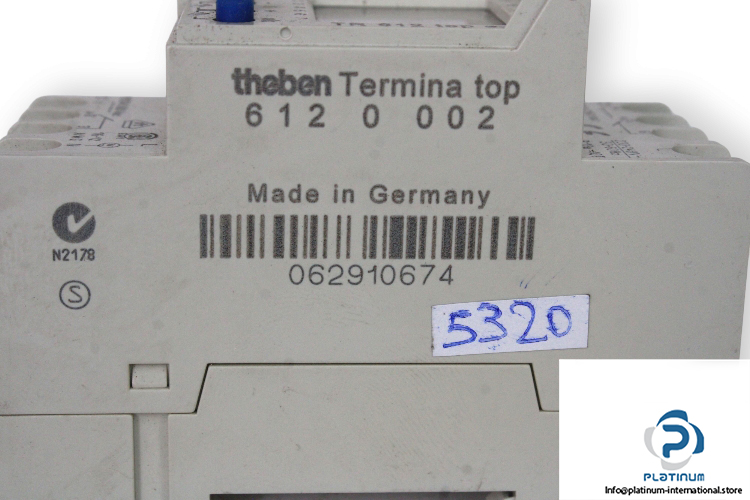 theben Termina top
612 0 002
Made in Germany
N2178
S
062910674
5320
PLATINUM
Info@platinum-international.store